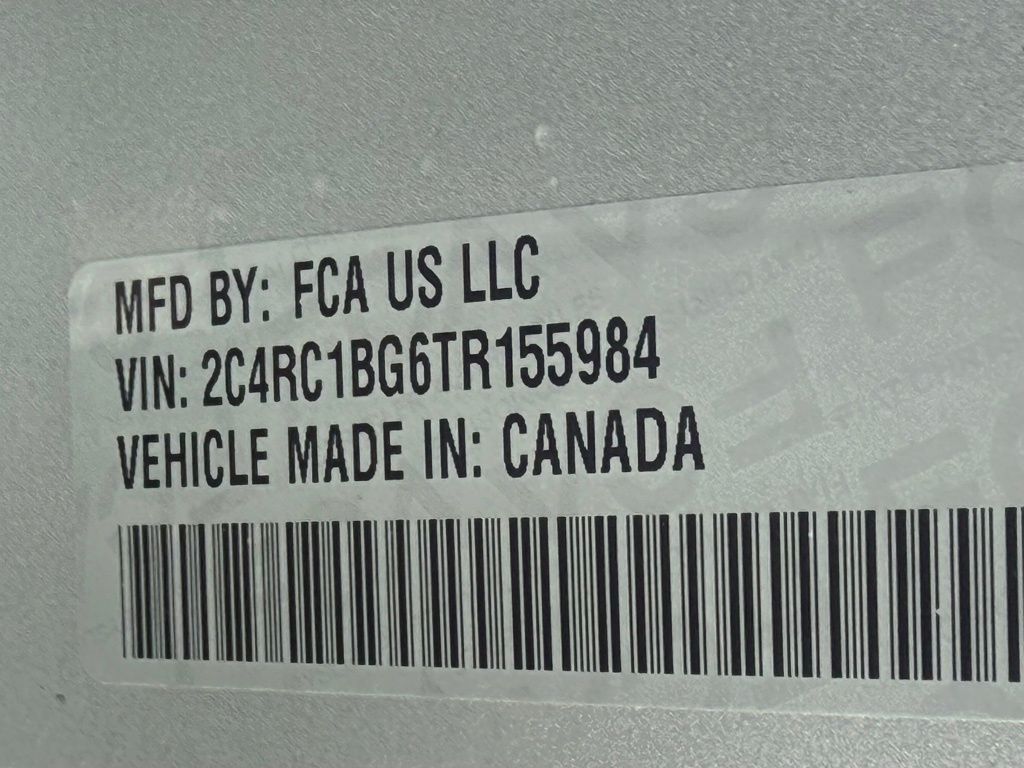 MFD BY: FCA US LLC
VIN: 2C4RC1BG6TR155984
VEHICLE MADE IN: CANADA